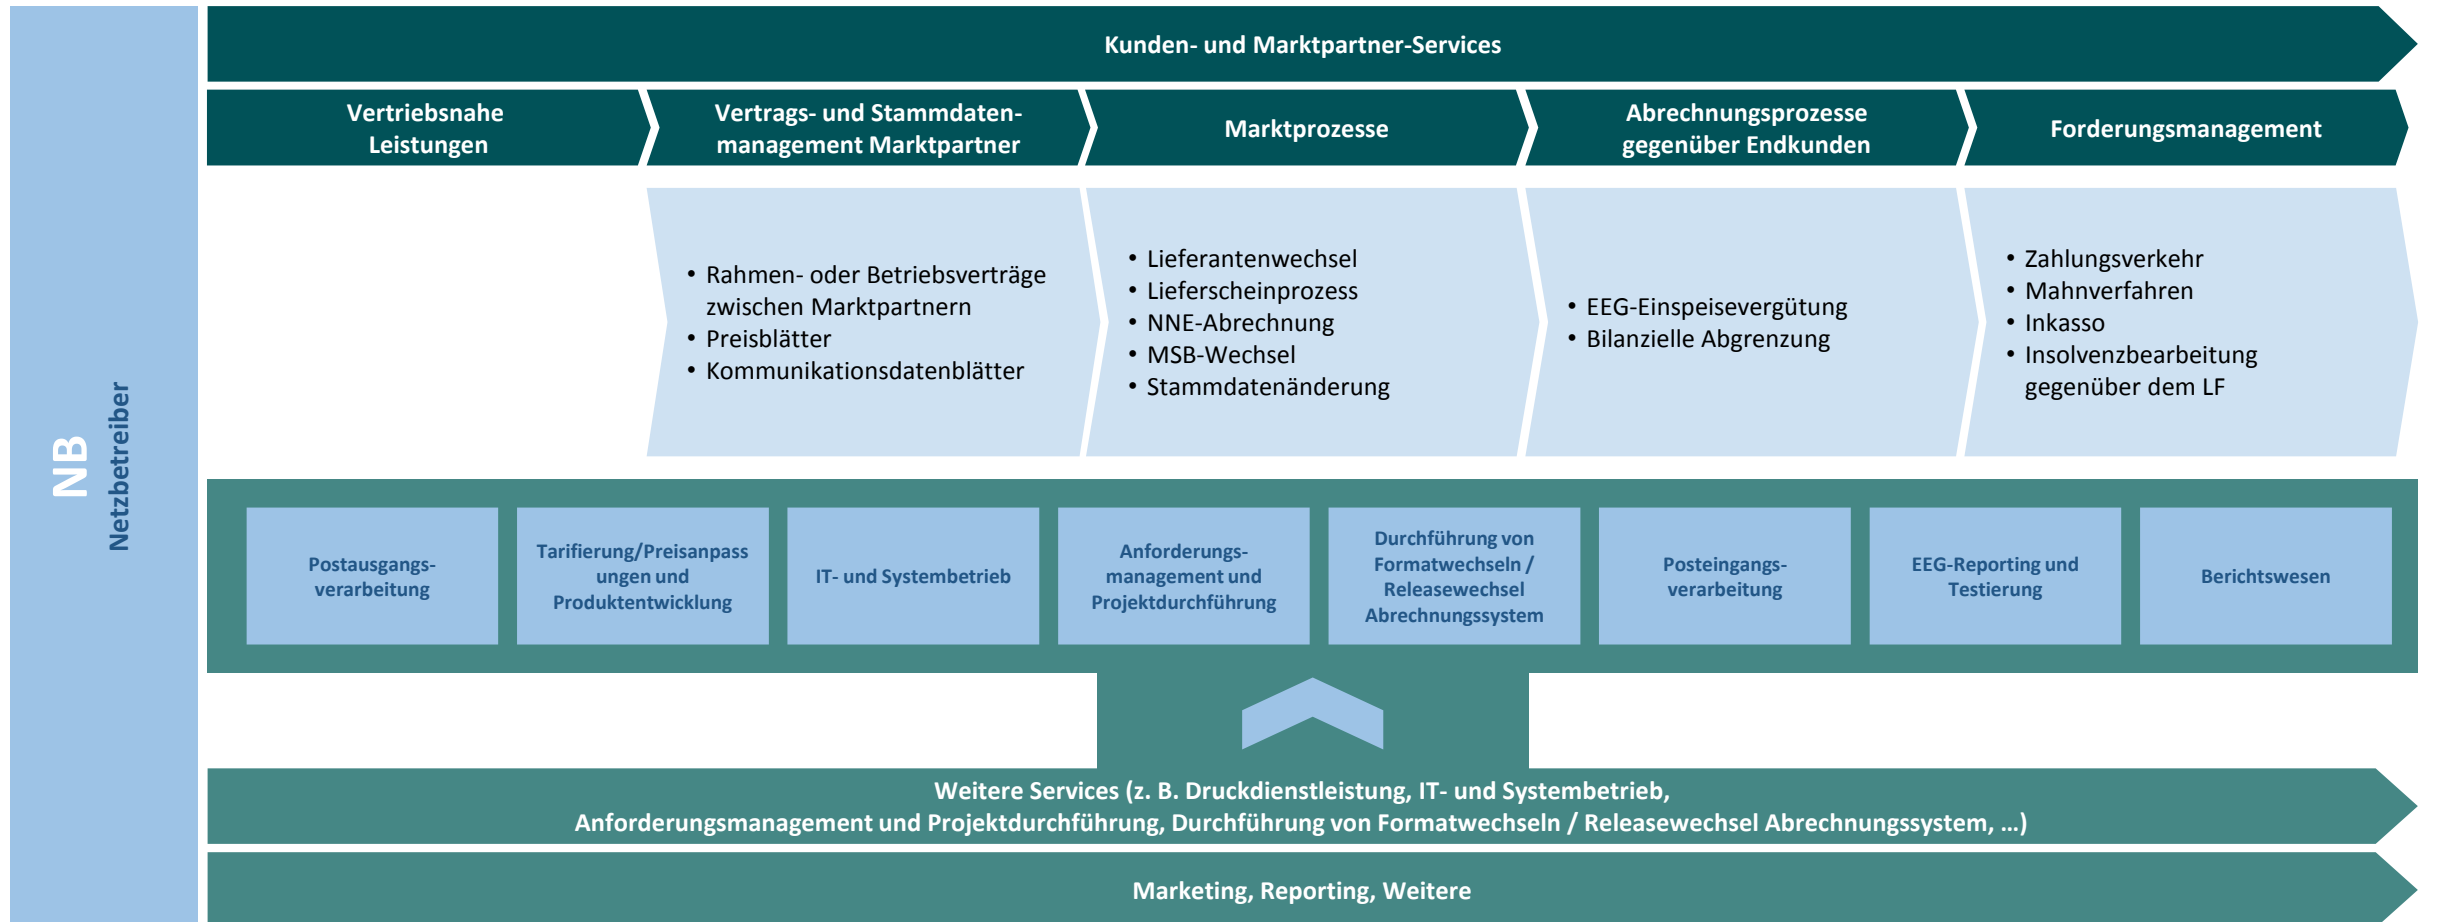 Kunden- und Marktpartner-Services
Vertriebsnahe
Leistungen
Vertrags- und Stammdaten-
management Marktpartner
Marktprozesse
Abrechnungsprozesse
gegenüber Endkunden
Forderungsmanagement
• Rahmen- oder Betriebsverträge
zwischen Marktpartnern
• Preisblätter
• Kommunikationsdatenblätter
• Lieferantenwechsel
• Lieferscheinprozess
• NNE-Abrechnung
• MSB-Wechsel
• Stammdatenänderung
• EEG-Einspeisevergütung
• Bilanzielle Abgrenzung
• Zahlungsverkehr
• Mahnverfahren
• Inkasso
• Insolvenzbearbeitung
gegenüber dem LF
NB
Netzbetreiber
Postausgangs-
verarbeitung
Tarifierung/Preisanpass
ungen und
Produktentwicklung
IT- und Systembetrieb
Anforderungs-
management und
Projektdurchführung
Durchführung von
Formatwechseln /
Releasewechsel
Abrechnungssystem
Posteingangs-
verarbeitung
EEG-Reporting und
Testierung
Berichtswesen
Weitere Services (z. B. Druckdienstleistung, IT- und Systembetrieb,
Anforderungsmanagement und Projektdurchführung, Durchführung von Formatwechseln / Releasewechsel Abrechnungssystem, …)
Marketing, Reporting, Weitere